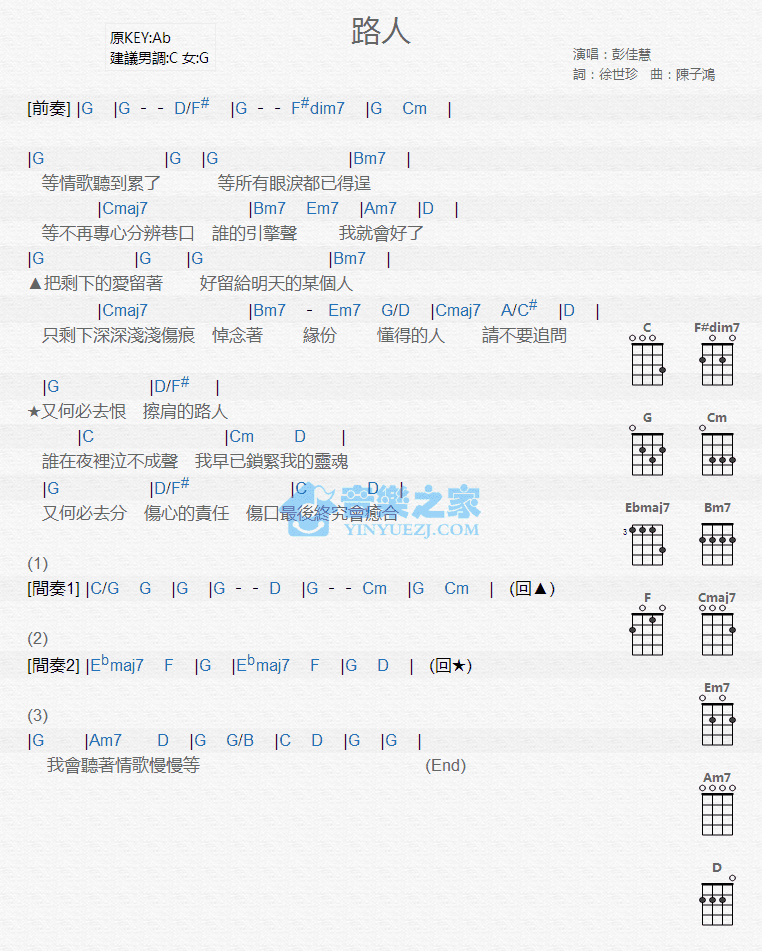 路人
原KEY:Ab
建議男調:C 女:G
演唱：彭佳慧
詞：徐世珍　曲：陳子鴻
[前奏] |G |G - - D/F# |G - - F#dim7 |G Cm |
|G |G |G |Bm7 |
等情歌聽到累了 等所有眼淚都已得逞
|Cmaj7 |Bm7 Em7 |Am7 |D |
等不再專心分辨巷口 誰的引擎聲 我就會好了
|G |G |G |Bm7 |
▲把剩下的愛留著 好留給明天的某個人
|Cmaj7 |Bm7 - Em7 G/D |Cmaj7 A/C# |D |
只剩下深深淺淺傷痕 悼念著 緣份 懂得的人 請不要追問
|G |D/F# |
★又何必去恨 擦肩的路人
|C |Cm D |
誰在夜裡泣不成聲 我早已鎖緊我的靈魂
|G |D/F# |C D |
又何必去分 傷心的責任 傷口最後終究會癒合
(1)
[間奏1] |C/G G |G |G - - D |G - - Cm |G Cm | (回▲)
(2)
[間奏2] |Ebmaj7 F |G |Ebmaj7 F |G D | (回★)
(3)
|G |Am7 D |G G/B |C D |G |G |
我會聽著情歌慢慢等 (End)
C F#dim7
G Cm
Ebmaj7 Bm7
3
F Cmaj7
Em7
Am7
D
音樂之家
YINYUEZJ.COM